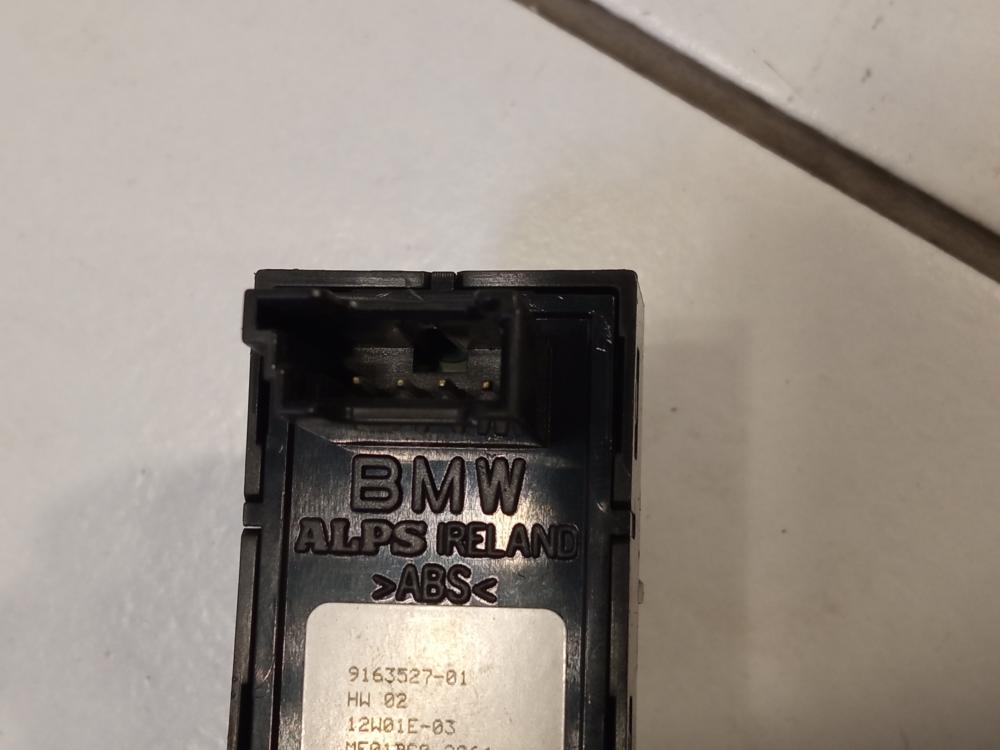 BMW
ALPS IRELAND
>ABS<
9163527-01
HW 02
12W01E-03